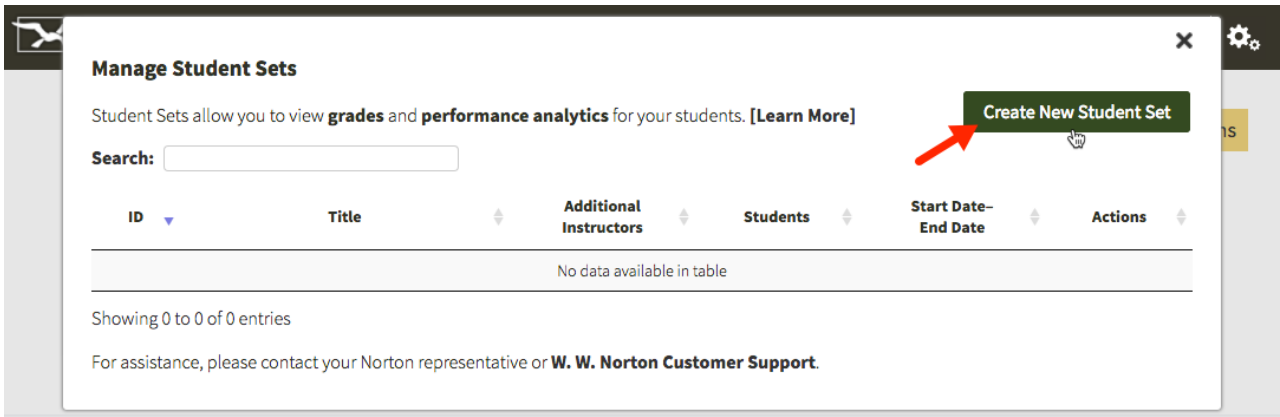 Manage Student Sets
Student Sets allow you to view grades and performance analytics for your students. [Learn More]
Create New Student Set
Search:
ID Title Additional Instructors Students Start Date– End Date Actions
No data available in table
Showing 0 to 0 of 0 entries
For assistance, please contact your Norton representative or W. W. Norton Customer Support.